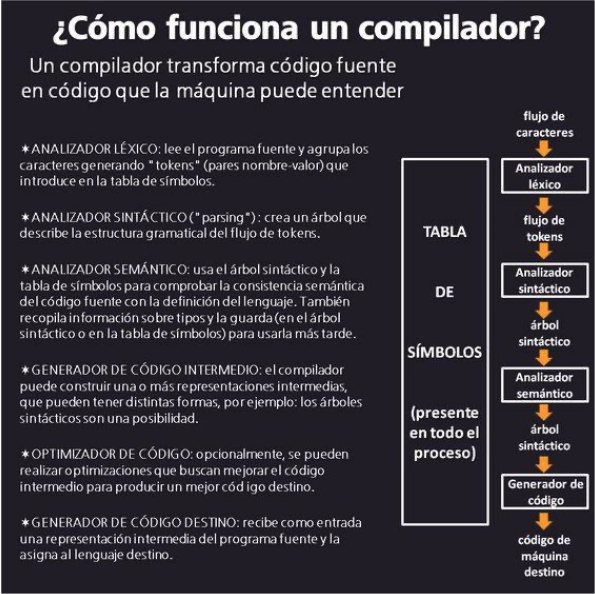 ¿Cómo funciona un compilador?
Un compilador transforma código fuente
en código que la máquina puede entender
✶ANALIZADOR LÉXICO: lee el programa fuente y agrupa los
caracteres generando "tokens" (pares nombre-valor) que
introduce en la tabla de símbolos.
✶ANALIZADOR SINTÁCTICO ("parsing"): crea un árbol que
describe la estructura gramatical del flujo de tokens.
✶ANALIZADOR SEMÁNTICO: usa el árbol sintáctico y la
tabla de símbolos para comprobar la consistencia semántica
del código fuente con la definición del lenguaje. También
recopila información sobre tipos y la guarda (en el árbol
sintáctico o en la tabla de símbolos) para usarla más tarde.
✶GENERADOR DE CÓDIGO INTERMEDIO: el compilador
puede construir una o más representaciones intermedias,
que pueden tener distintas formas, por ejemplo: los árboles
sintácticos son una posibilidad.
✶OPTIMIZADOR DE CÓDIGO: opcionalmente, se pueden
realizar optimizaciones que buscan mejorar el código
intermedio para producir un mejor cód igo destino.
✶GENERADOR DE CÓDIGO DESTINO: recibe como entrada
una representación intermedia del programa fuente y la
asigna al lenguaje destino.
TABLA
DE
SÍMBOLOS
(presente
en todo el
proceso)
flujo de
caracteres
Analizador
léxico
flujo de
tokens
Analizador
sintáctico
árbol
sintáctico
Analizador
semántico
árbol
sintáctico
Generador de
código
código de
máquina
destino